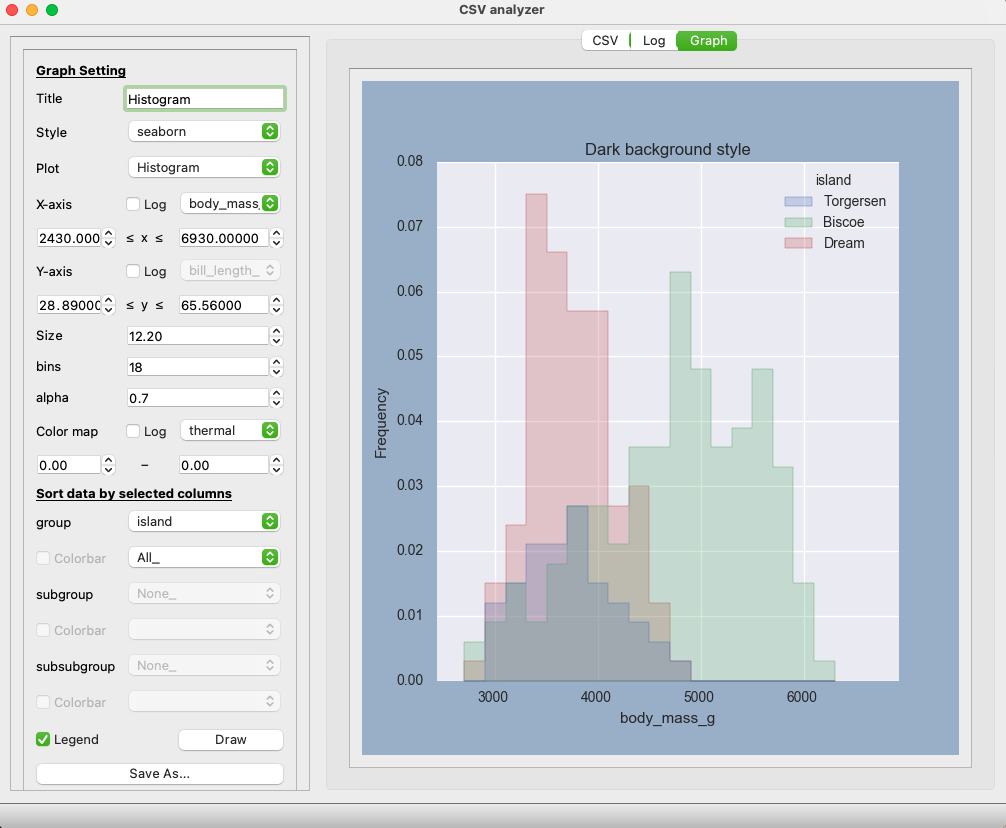 CSV analyzer
CSV Log Graph
Graph Setting
Title Histogram
Style seaborn
Plot Histogram
X-axis Log body_mass_
2430.000 ≤ x ≤ 6930.00000
Y-axis Log bill_length_
28.89000 ≤ y ≤ 65.56000
Size 12.20
bins 18
alpha 0.7
Color map Log thermal
0.00 – 0.00
Sort data by selected columns
group island
Colorbar All_
subgroup None_
Colorbar
subsubgroup None_
Colorbar
Legend Draw
Save As...
Dark background style
island
Torgersen
Biscoe
Dream
Frequency
0.08
0.07
0.06
0.05
0.04
0.03
0.02
0.01
0.00
3000 4000 5000 6000
body_mass_g